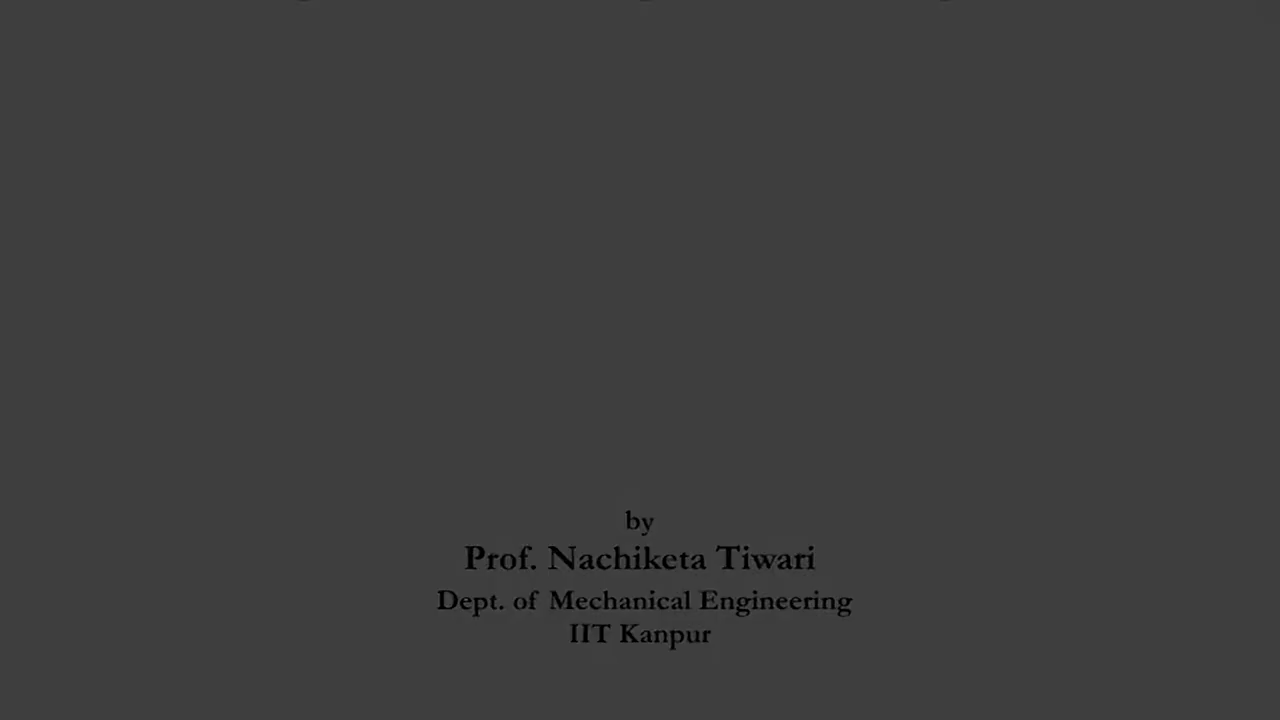 by
Prof. Nachiketa Tiwari
Dept. of Mechanical Engineering
IIT Kanpur